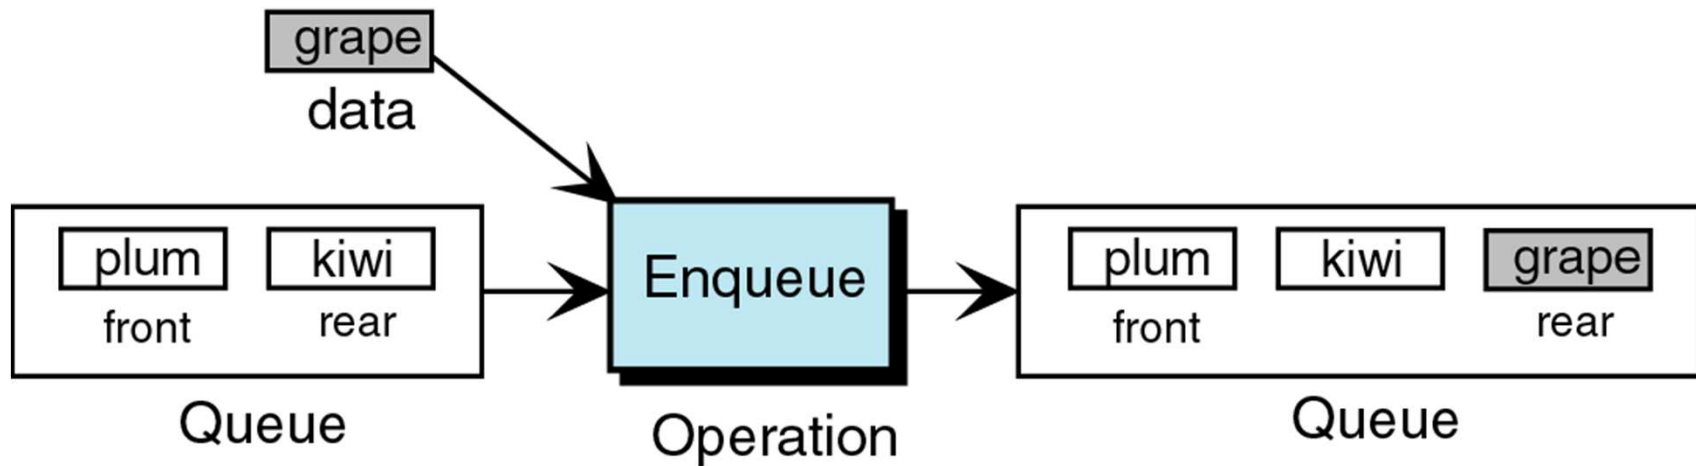 grape
data
plum kiwi
front rear
Queue
Enqueue
Operation
plum kiwi grape
front rear
Queue